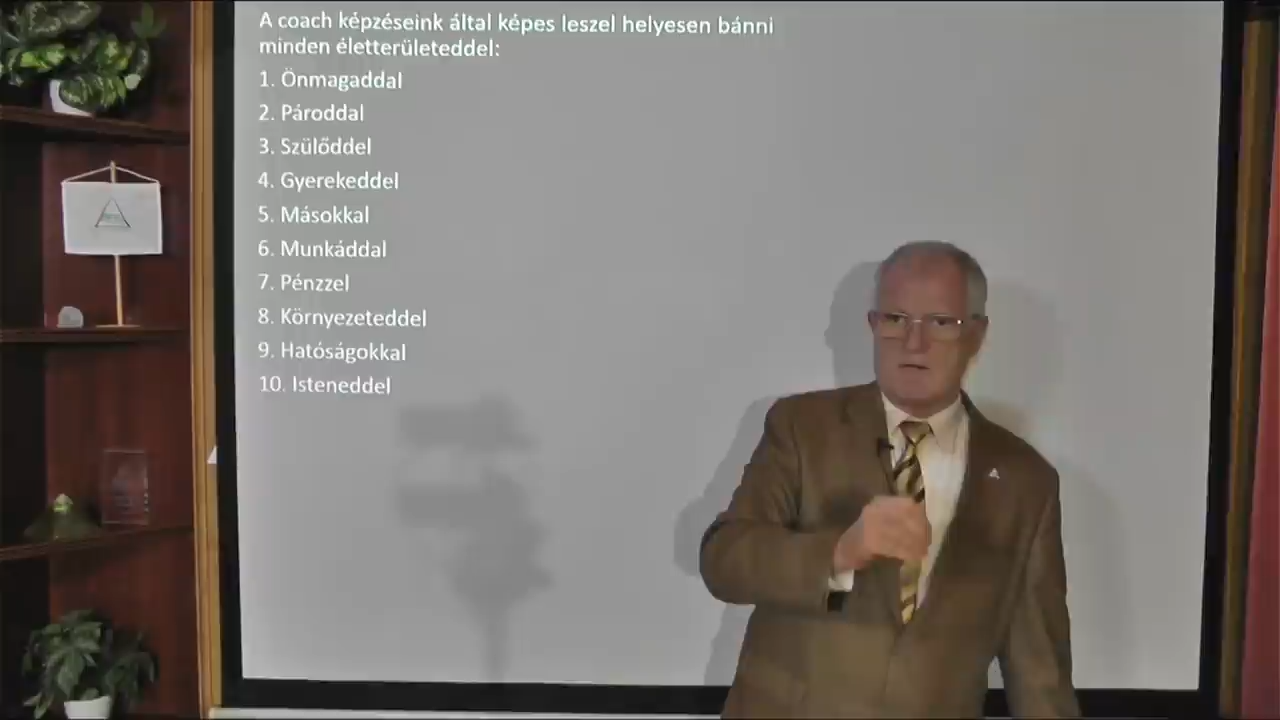 A coach képzéseink által képes leszel helyesen bánni
minden életterületeddel:
1. Önmagaddal
2. Pároddal
3. Szülőddel
4. Gyerekeddel
5. Másokkal
6. Munkáddal
7. Pénzzel
8. Környezeteddel
9. Hatóságokkal
10. Isteneddel